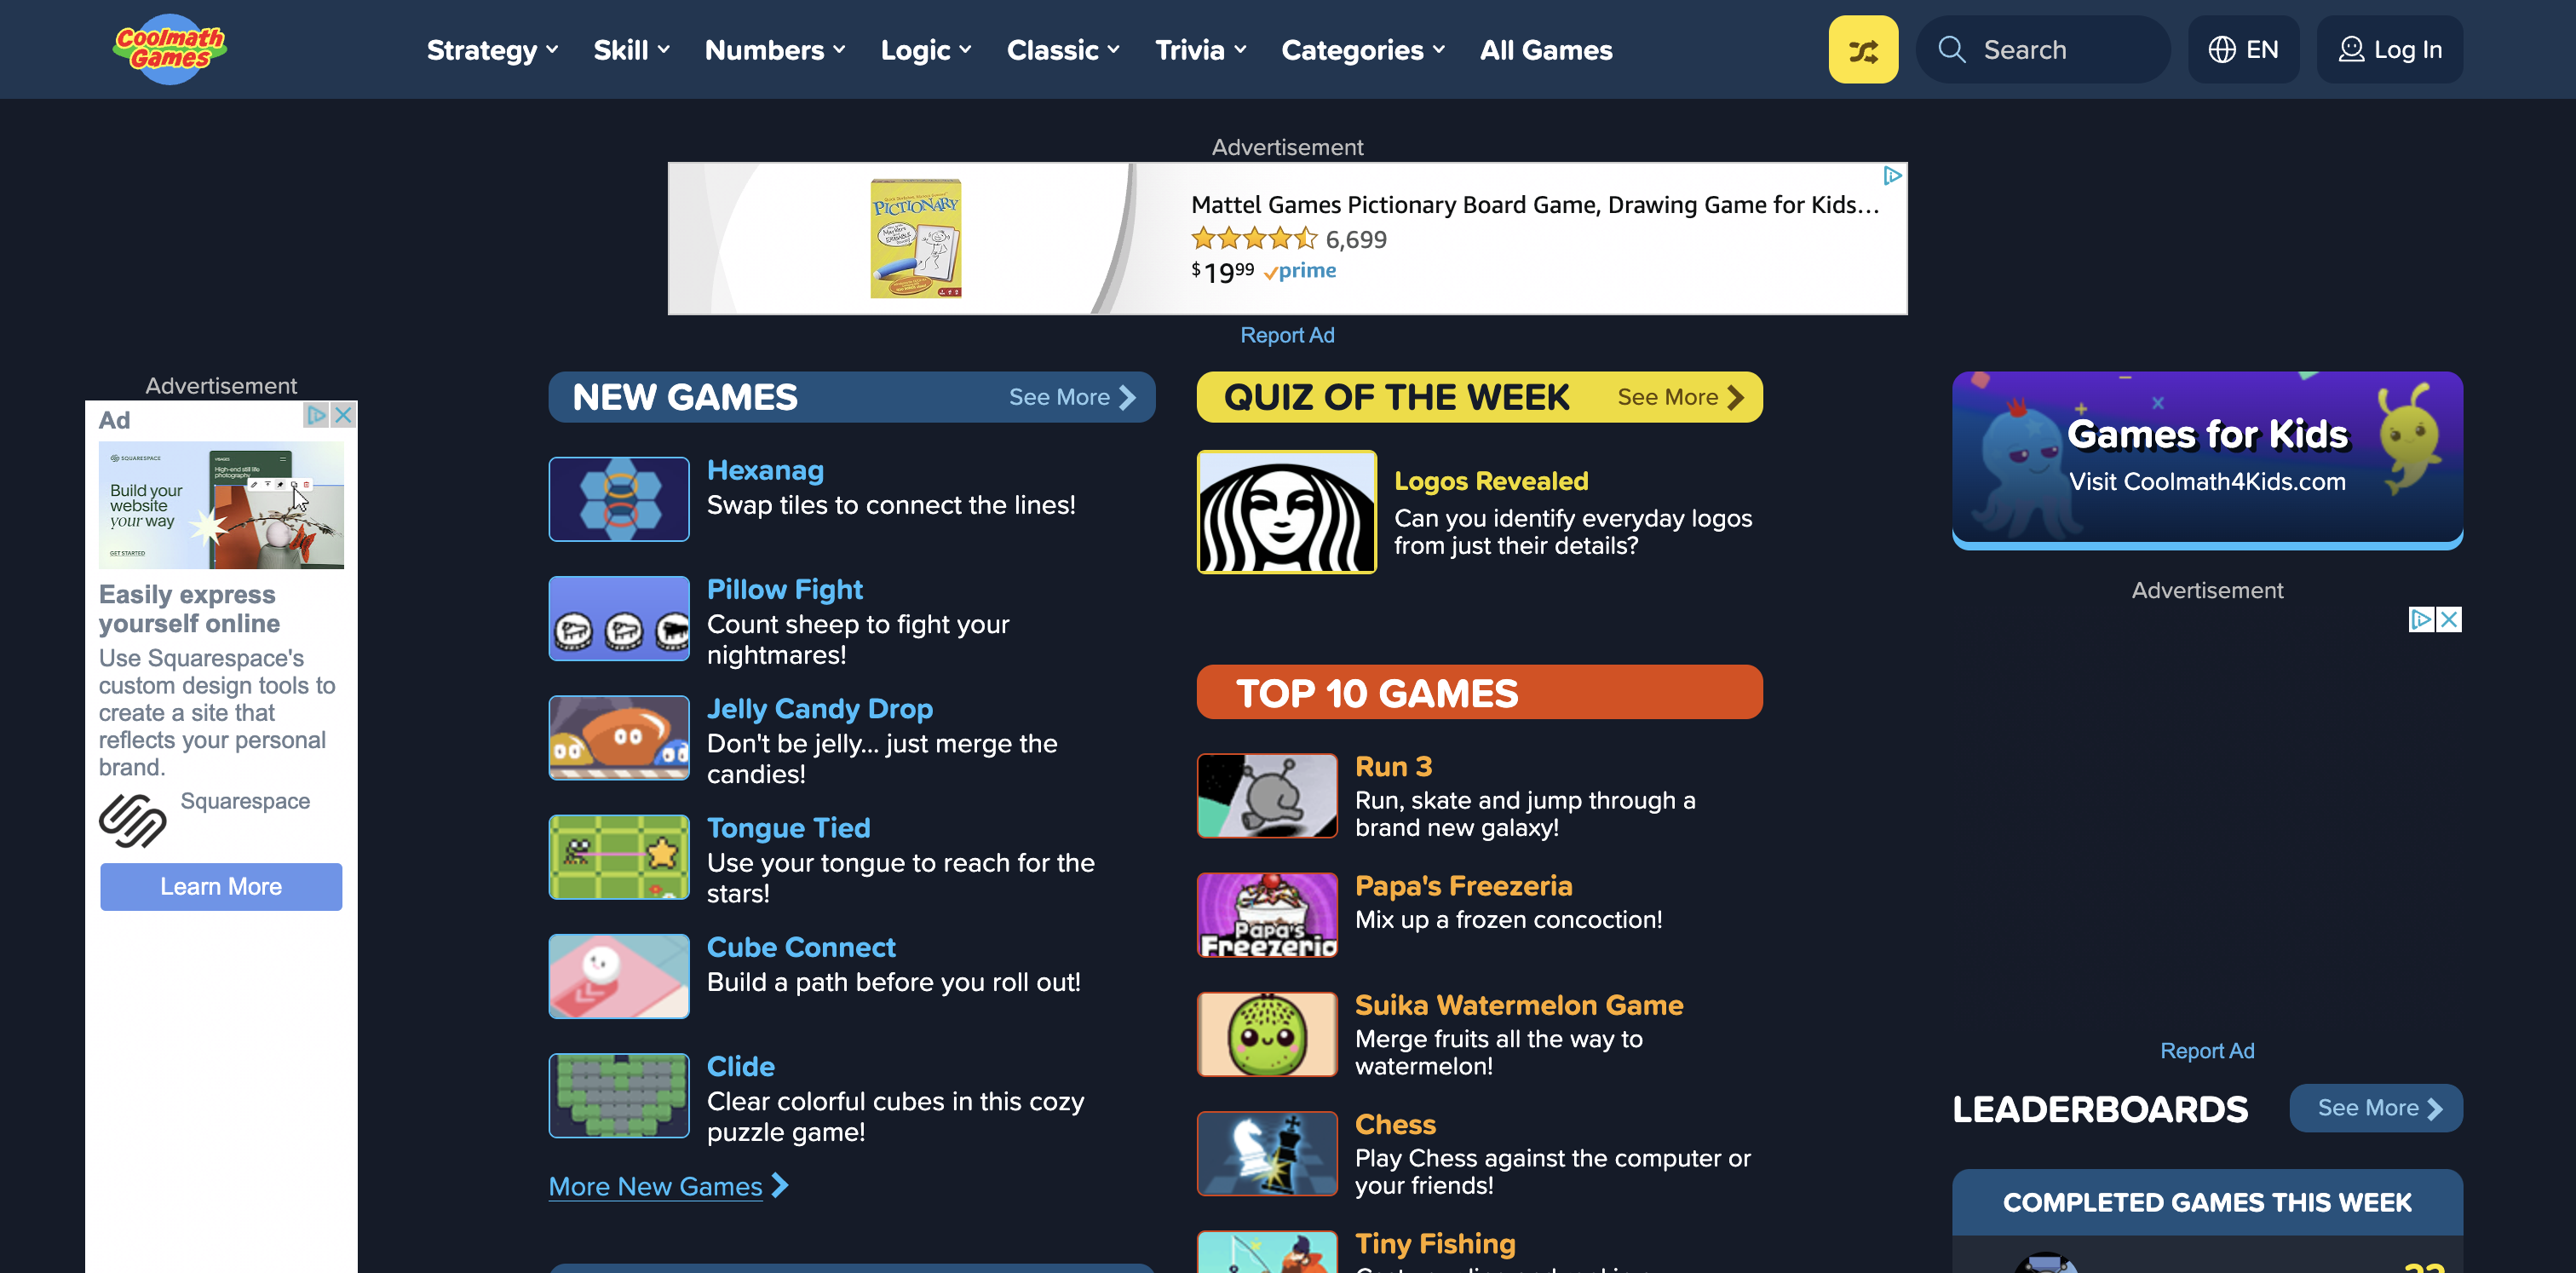 Coolmath
Games
Strategy
Skill
Numbers
Logic
Classic
Trivia
Categories
All Games
Search
EN
Log In
Advertisement
PICTIONARY
Mattel Games Pictionary Board Game, Drawing Game for Kids...
6,699
$19.99 prime
Report Ad
Advertisement
Ad
SQUARESPACE
High-end still life
photography
Build your
website
your way
GET STARTED
Easily express
yourself online
Use Squarespace's
custom design tools to
create a site that
reflects your personal
brand.
Squarespace
Learn More
NEW GAMES
See More
Hexanag
Swap tiles to connect the lines!
Pillow Fight
Count sheep to fight your
nightmares!
Jelly Candy Drop
Don't be jelly... just merge the
candies!
Tongue Tied
Use your tongue to reach for the
stars!
Cube Connect
Build a path before you roll out!
Clide
Clear colorful cubes in this cozy
puzzle game!
More New Games
QUIZ OF THE WEEK
See More
Logos Revealed
Can you identify everyday logos
from just their details?
TOP 10 GAMES
Run 3
Run, skate and jump through a
brand new galaxy!
Papa's
Freezeria
Papa's Freezeria
Mix up a frozen concoction!
Suika Watermelon Game
Merge fruits all the way to
watermelon!
Chess
Play Chess against the computer or
your friends!
Tiny Fishing
Games for Kids
Visit Coolmath4Kids.com
Advertisement
Report Ad
LEADERBOARDS
See More
COMPLETED GAMES THIS WEEK